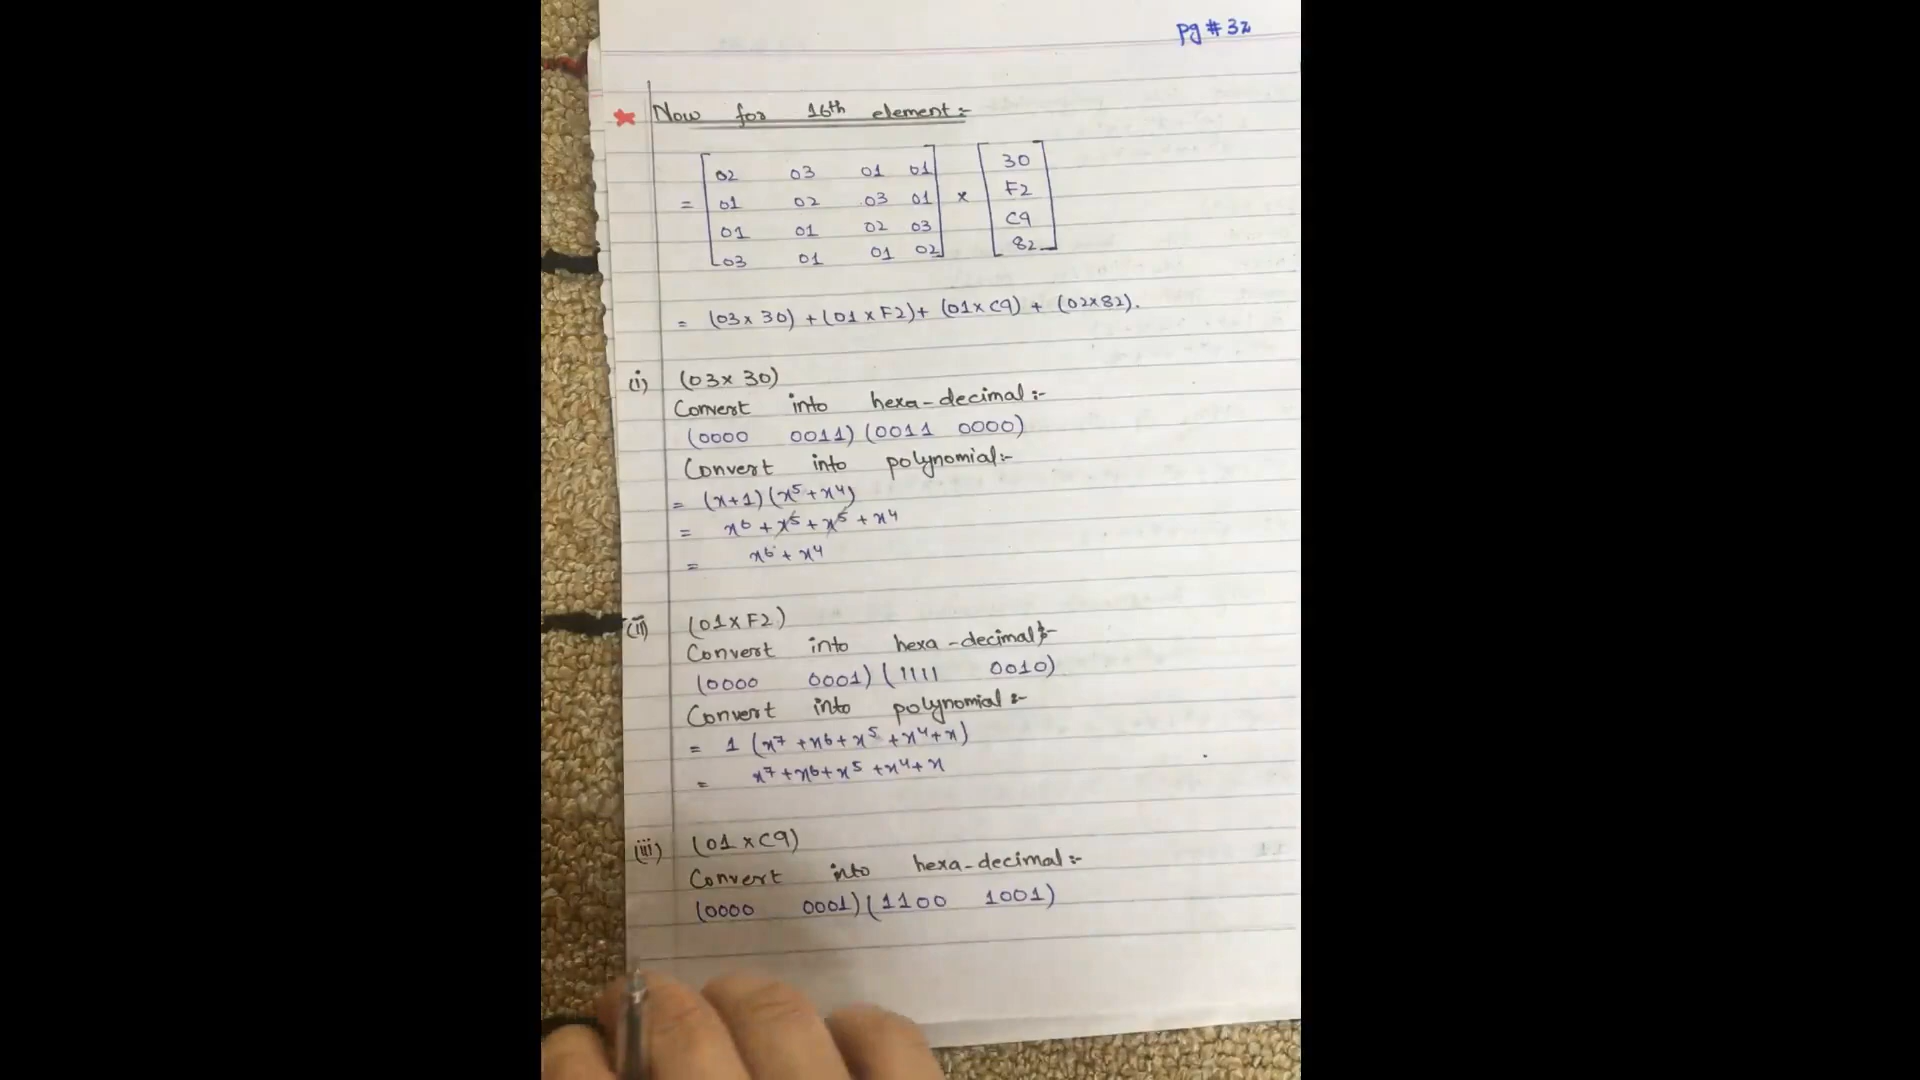 Pg # 32
Now for 16th element:-
= [ 02 03 01 01 ] × [ 30 ]
01 02 03 01 F2
01 01 02 03 C9
03 01 01 02 82
= (03 x 30) + (01 x F2) + (01 x C9) + (02x82).
(i) (03 x 30)
Convert into hexa-decimal:-
(0000 0011) (0011 0000)
Convert into polynomial:-
= (x+1) (x⁵ + x⁴)
= x⁶ + x⁵ + x⁵ + x⁴
= x⁶ + x⁴
(ii) (01 x F2)
Convert into hexa-decimal:-
(0000 0001) (1111 0010)
Convert into polynomial:-
= 1 (x⁷ + x⁶ + x⁵ + x⁴ + x)
= x⁷ + x⁶ + x⁵ + x⁴ + x
(iii) (01 x C9)
Convert into hexa-decimal:-
(0000 0001) (1100 1001)